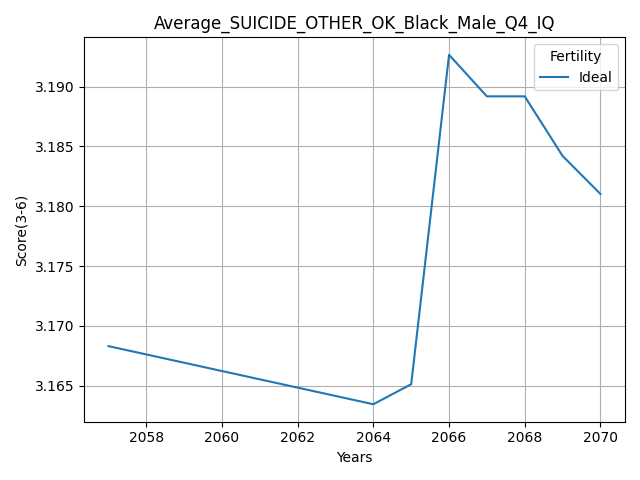 Average_SUICIDE_OTHER_OK_Black_Male_Q4_IQ
Fertility
Ideal
Score(3-6)
3.190
3.185
3.180
3.175
3.170
3.165
2058 2060 2062 2064 2066 2068 2070
Years